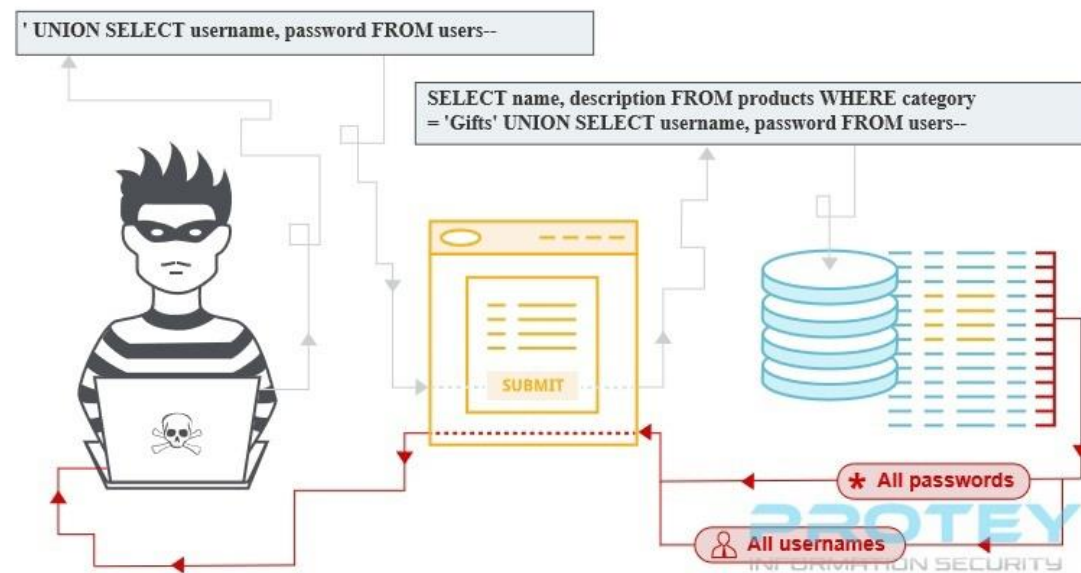 ' UNION SELECT username, password FROM users--
SELECT name, description FROM products WHERE category
= 'Gifts' UNION SELECT username, password FROM users--
SUBMIT
* All passwords
All usernames
PROTEY
INFORMATION SECURITY